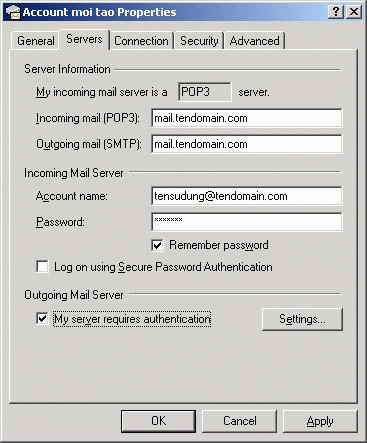 Account moi tao Properties
General Servers Connection Security Advanced
Server Information
My incoming mail server is a POP3 server.
Incoming mail (POP3): mail.tendomain.com
Outgoing mail (SMTP): mail.tendomain.com
Incoming Mail Server
Account name: tensudung@tendomain.com
Password: xxxxxxx
Remember password
Log on using Secure Password Authentication
Outgoing Mail Server
My server requires authentication Settings...
OK Cancel Apply